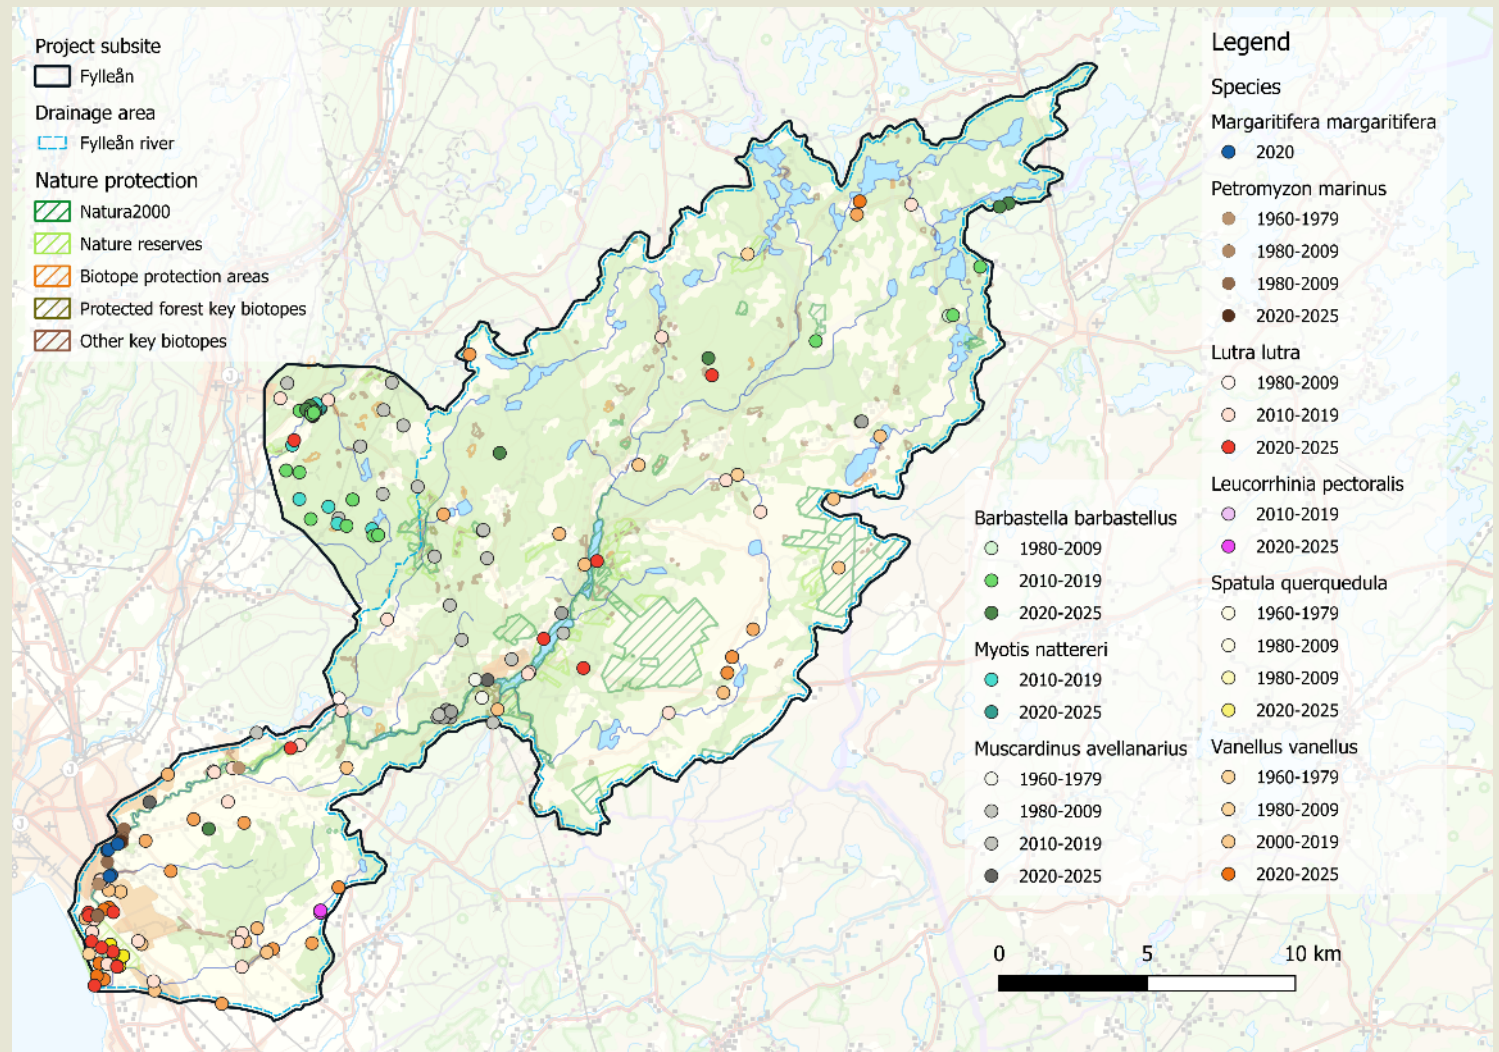 Project subsite
Fylleån
Drainage area
Fylleån river
Nature protection
Natura2000
Nature reserves
Biotope protection areas
Protected forest key biotopes
Other key biotopes
Legend
Species
Margaritifera margaritifera
2020
Petromyzon marinus
1960-1979
1980-2009
1980-2009
2020-2025
Lutra lutra
1980-2009
2010-2019
2020-2025
Leucorrhinia pectoralis
2010-2019
2020-2025
Spatula querquedula
1960-1979
1980-2009
1980-2009
2020-2025
Vanellus vanellus
1960-1979
1980-2009
2000-2019
2020-2025
Barbastella barbastellus
1980-2009
2010-2019
2020-2025
Myotis nattereri
2010-2019
2020-2025
Muscardinus avellanarius
1960-1979
1980-2009
2010-2019
2020-2025
0 5 10 km
J
J
J